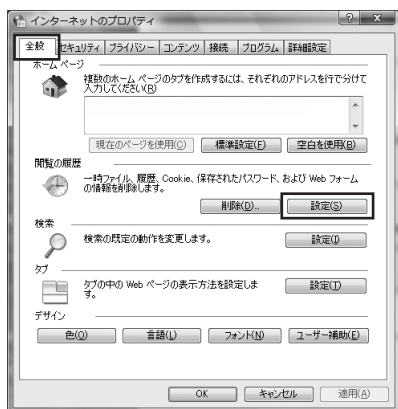 インターネットのプロパティ
全般 セキュリティ プライバシー コンテンツ 接続 プログラム 詳細設定
ホーム ページ
複数のホーム ページのタブを作成するには、それぞれのアドレスを行で分けて
入力してください(R)
現在のページを使用(C) 標準設定(F) 空白を使用(B)
閲覧の履歴
一時ファイル、履歴、Cookie、保存されたパスワード、および Web フォーム
の情報を削除します。
削除(D)... 設定(S)
検索
検索の既定の動作を変更します。
設定(I)
タブ
タブの中の Web ページの表示方法を設定しま
す。
設定(T)
デザイン
色(O) 言語(L) フォント(N) ユーザー補助(E)
OK キャンセル 適用(A)